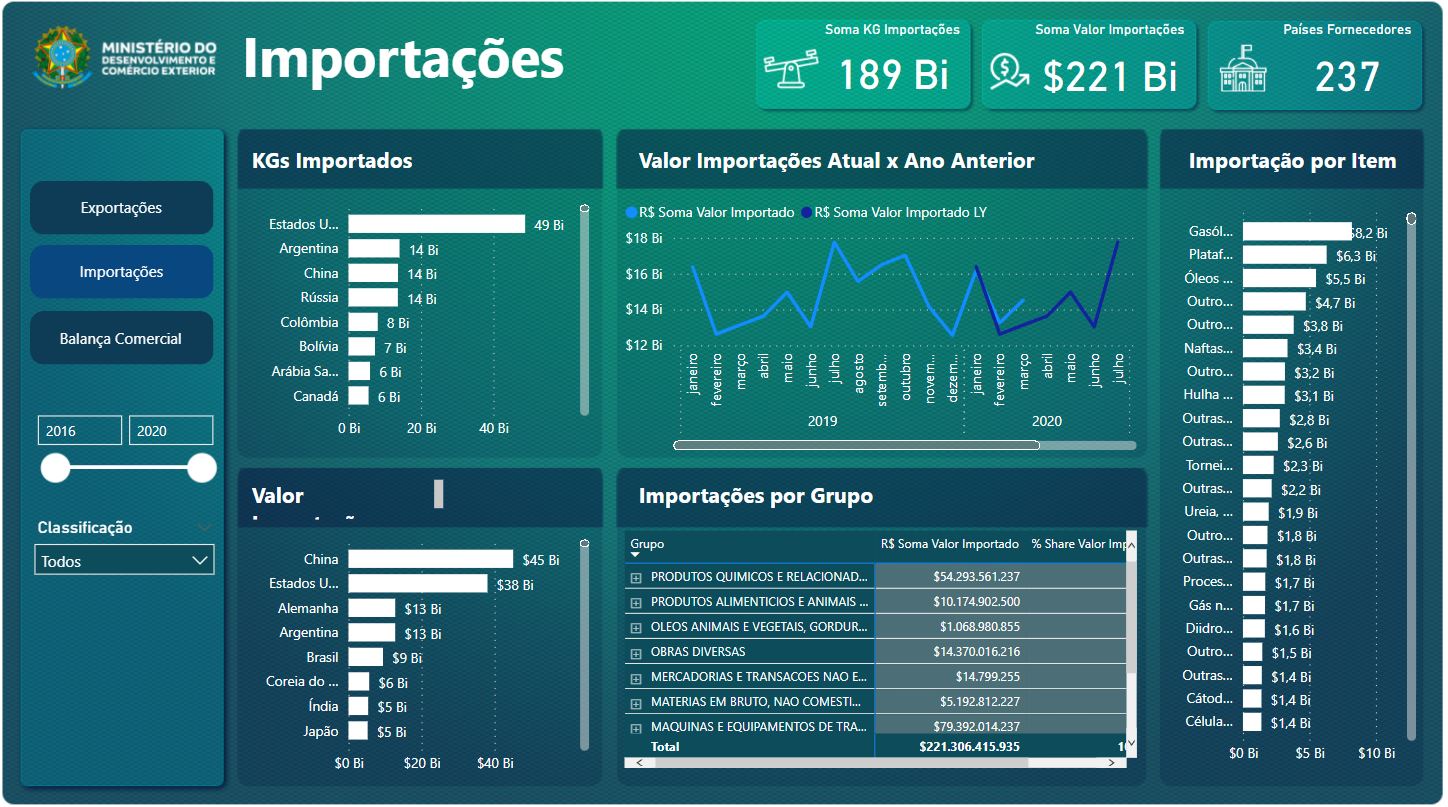 MINISTÉRIO DO
DESENVOLVIMENTO E
COMÉRCIO EXTERIOR
Importações
Soma KG Importações
189 Bi
Soma Valor Importações
$221 Bi
Países Fornecedores
237
Exportações
Importações
Balança Comercial
2016
2020
Classificação
Todos
KGs Importados
Estados U... 49 Bi
Argentina 14 Bi
China 14 Bi
Rússia 14 Bi
Colômbia 8 Bi
Bolívia 7 Bi
Arábia Sa... 6 Bi
Canadá 6 Bi
0 Bi 20 Bi 40 Bi
Valor Importações Atual x Ano Anterior
R$ Soma Valor Importado R$ Soma Valor Importado LY
$18 Bi
$16 Bi
$14 Bi
$12 Bi
janeiro fevereiro março abril maio junho julho agosto setemb... outubro novem... dezem... janeiro fevereiro março abril maio junho julho
2019 2020
Valor
China $45 Bi
Estados U... $38 Bi
Alemanha $13 Bi
Argentina $13 Bi
Brasil $9 Bi
Coreia do ... $6 Bi
Índia $5 Bi
Japão $5 Bi
$0 Bi $20 Bi $40 Bi
Importações por Grupo
Grupo R$ Soma Valor Importado % Share Valor Imp
PRODUTOS QUIMICOS E RELACIONAD... $54.293.561.237
PRODUTOS ALIMENTICIOS E ANIMAIS ... $10.174.902.500
OLEOS ANIMAIS E VEGETAIS, GORDUR... $1.068.980.855
OBRAS DIVERSAS $14.370.016.216
MERCADORIAS E TRANSACOES NAO E... $14.799.255
MATERIAS EM BRUTO, NAO COMESTI... $5.192.812.227
MAQUINAS E EQUIPAMENTOS DE TRA... $79.392.014.237
Total $221.306.415.935
Importação por Item
Gasól... $8,2 Bi
Plataf... $6,3 Bi
Óleos ... $5,5 Bi
Outro... $4,7 Bi
Outro... $3,8 Bi
Naftas... $3,4 Bi
Outro... $3,2 Bi
Hulha ... $3,1 Bi
Outras... $2,8 Bi
Outras... $2,6 Bi
Tornei... $2,3 Bi
Outras... $2,2 Bi
Ureia, ... $1,9 Bi
Outro... $1,8 Bi
Outras... $1,8 Bi
Proces... $1,7 Bi
Gás n... $1,7 Bi
Diidro... $1,6 Bi
Outro... $1,5 Bi
Outras... $1,4 Bi
Cátod... $1,4 Bi
Célula... $1,4 Bi
$0 Bi $5 Bi $10 Bi